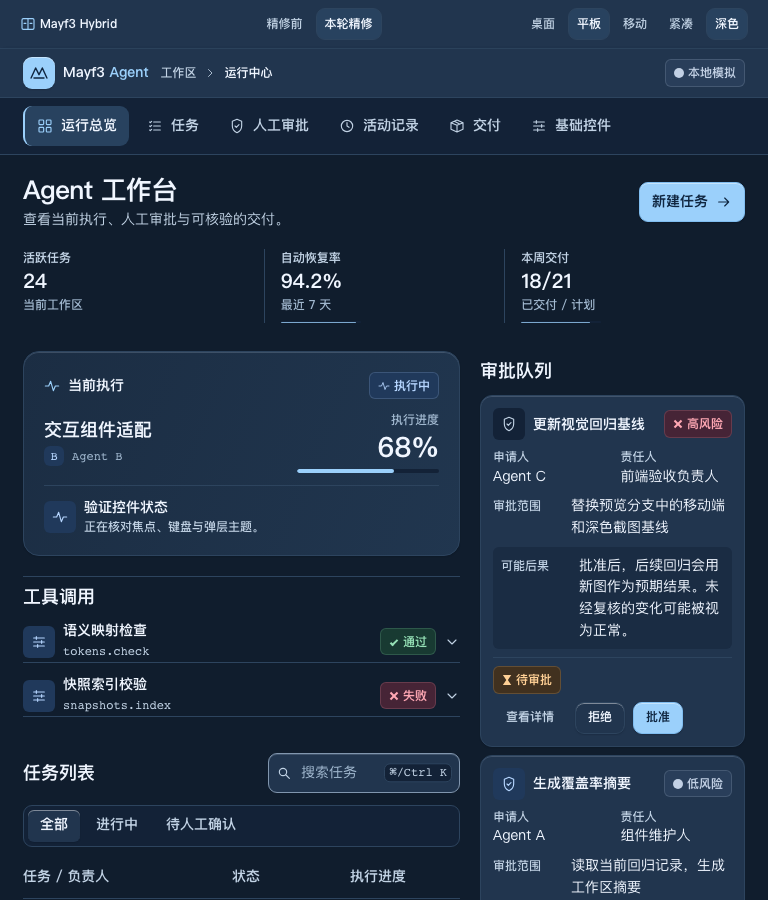 Mayf3 Hybrid
精修前
本轮精修
桌面
平板
移动
紧凑
深色
Mayf3 Agent
工作区
运行中心
本地模拟
运行总览
任务
人工审批
活动记录
交付
基础控件
Agent 工作台
查看当前执行、人工审批与可核验的交付。
新建任务
活跃任务
24
当前工作区
自动恢复率
94.2%
最近 7 天
本周交付
18/21
已交付 / 计划
当前执行
执行中
交互组件适配
B Agent B
执行进度
68%
验证控件状态
正在核对焦点、键盘与弹层主题。
工具调用
语义映射检查
tokens.check
通过
快照索引校验
snapshots.index
失败
任务列表
搜索任务
⌘/Ctrl K
全部
进行中
待人工确认
任务 / 负责人
状态
执行进度
审批队列
更新视觉回归基线
高风险
申请人
Agent C
责任人
前端验收负责人
审批范围
替换预览分支中的移动端
和深色截图基线
可能后果
批准后，后续回归会用
新图作为预期结果。未
经复核的变化可能被视
为正常。
待审批
查看详情
拒绝
批准
生成覆盖率摘要
低风险
申请人
Agent A
责任人
组件维护人
审批范围
读取当前回归记录，生成
工作区摘要